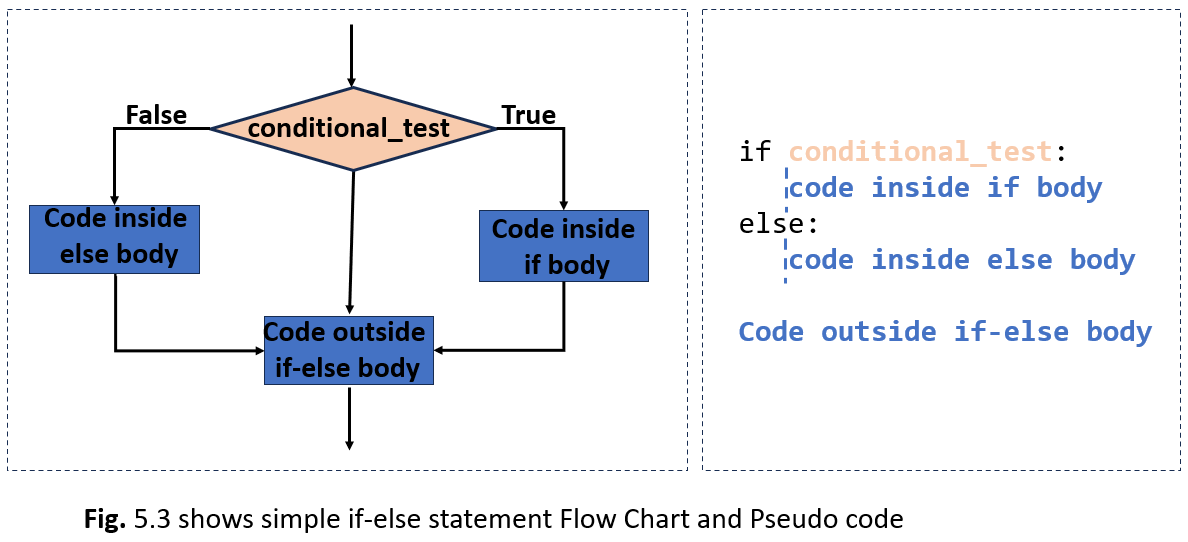 False
True
conditional_test
Code inside
else body
Code inside
if body
Code outside
if-else body
if conditional_test:
code inside if body
else:
code inside else body
Code outside if-else body
Fig. 5.3 shows simple if-else statement Flow Chart and Pseudo code